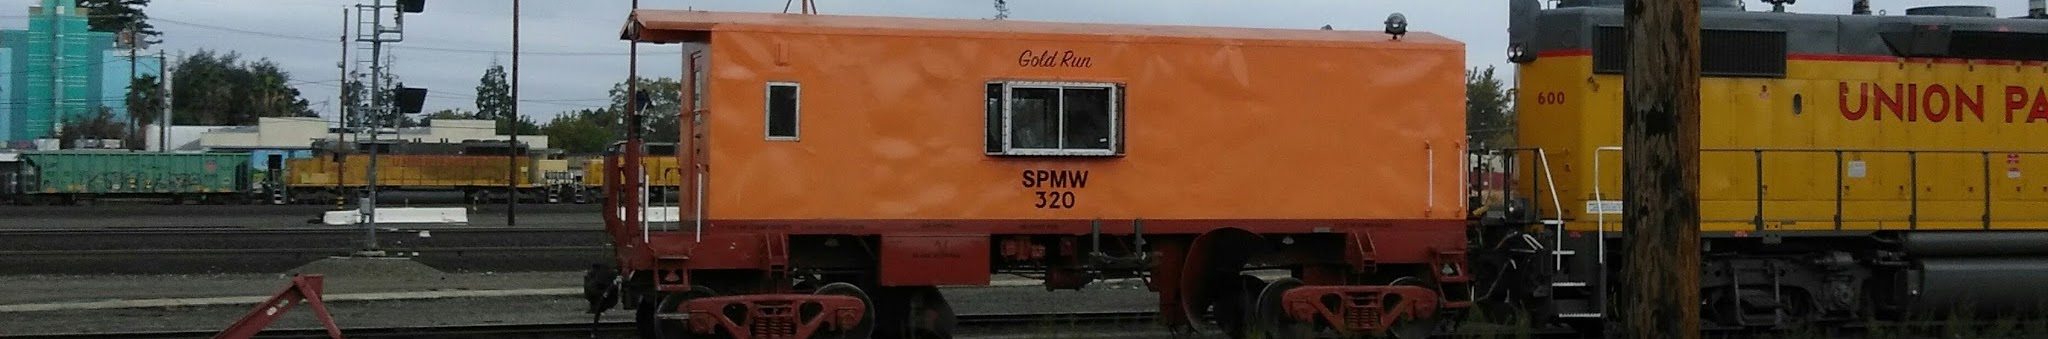 Gold Run
SPMW
320
600
UNION PA